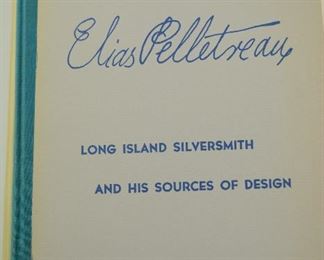 Elias Pelletreau
LONG ISLAND SILVERSMITH
AND HIS SOURCES OF DESIGN